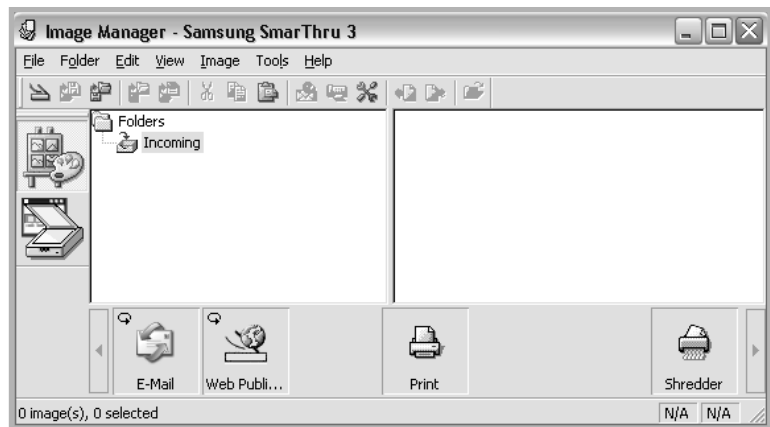 Image Manager - Samsung SmarThru 3
File Folder Edit View Image Tools Help
Folders
Incoming
E-Mail Web Publi... Print Shredder
0 image(s), 0 selected N/A N/A